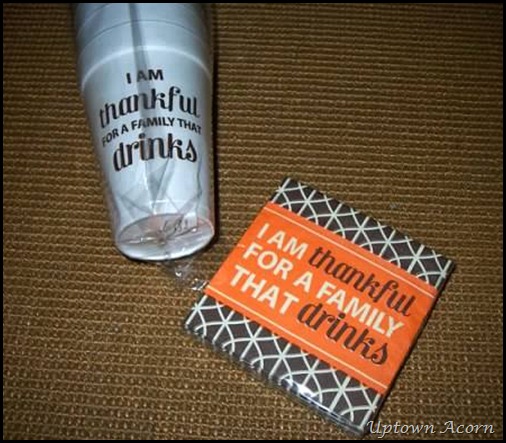 I AM
thankful
FOR A FAMILY THAT
drinks
I AM thankful
FOR A FAMILY
THAT drinks
Uptown Acorn